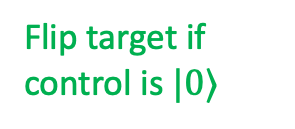 Flip target if
control is |0⟩